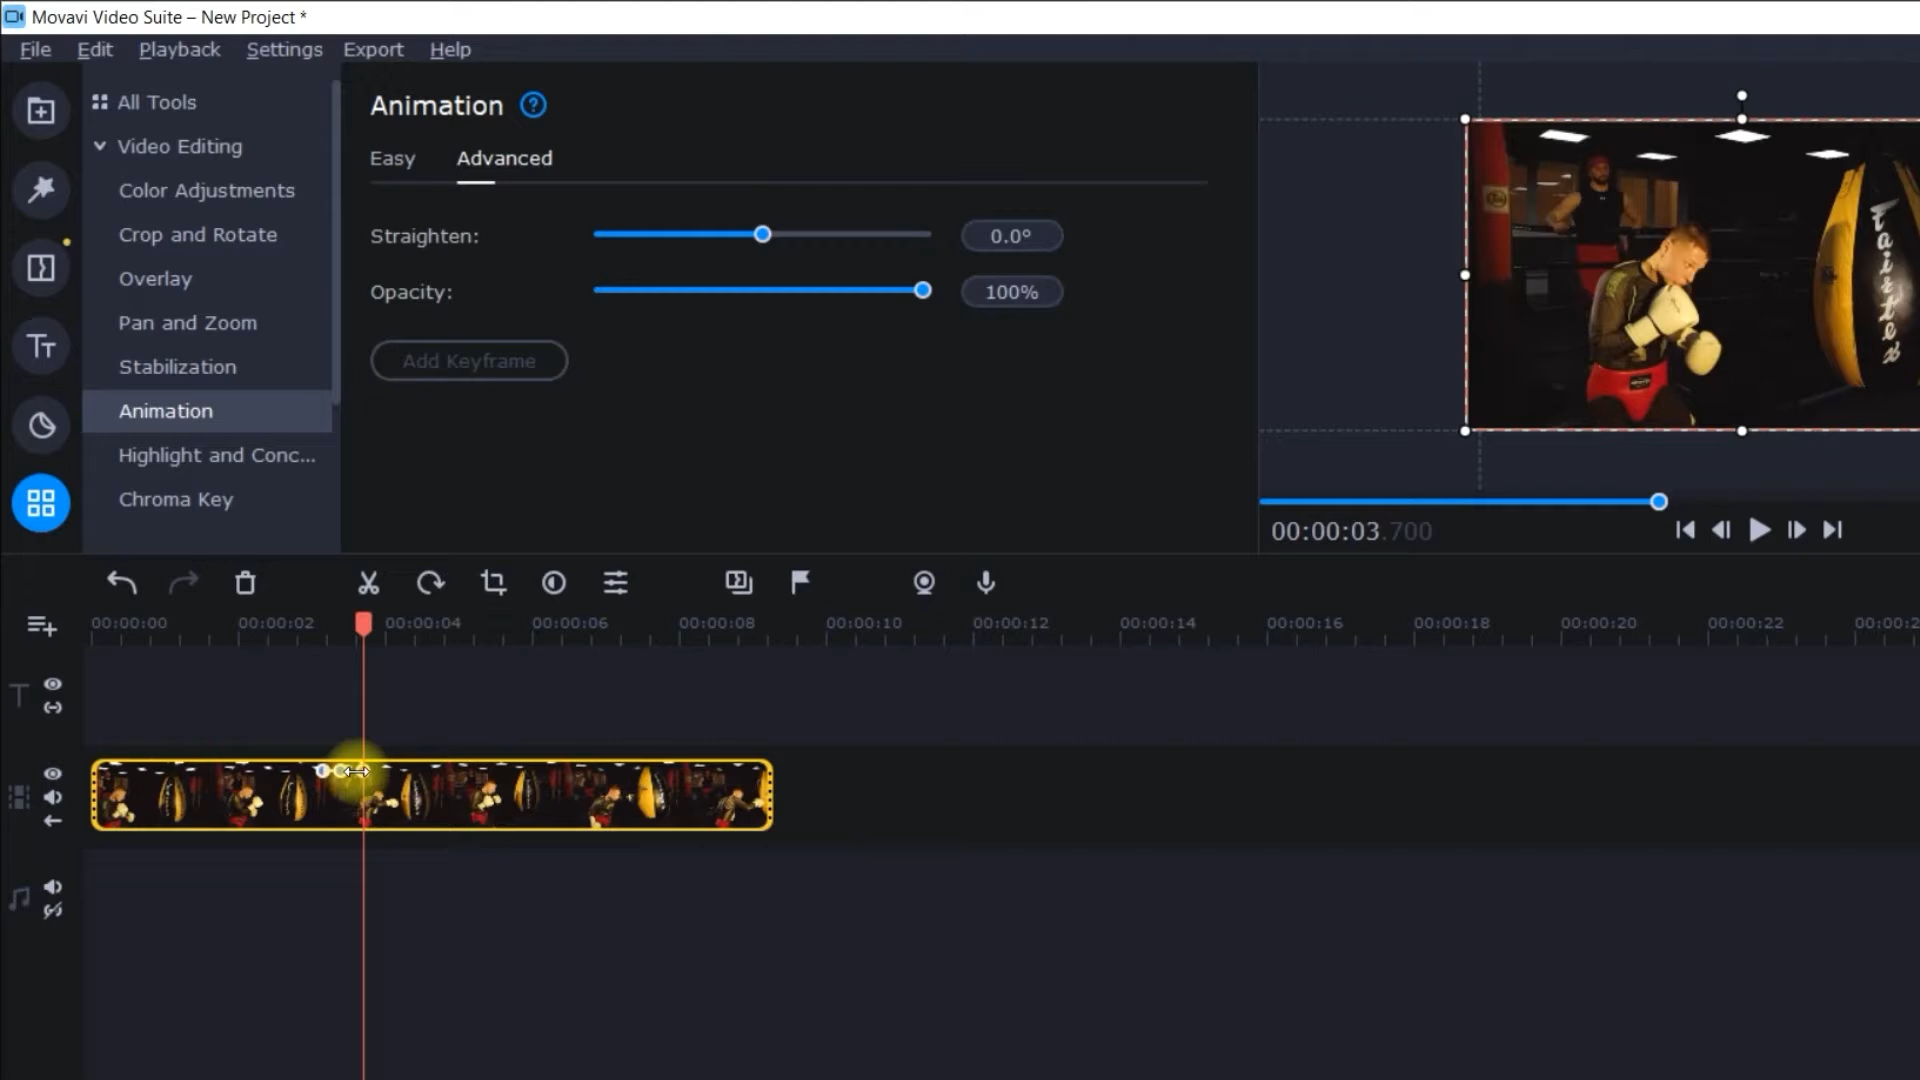 Movavi Video Suite – New Project *
File Edit Playback Settings Export Help
All Tools
Video Editing
Color Adjustments
Crop and Rotate
Overlay
Pan and Zoom
Stabilization
Animation
Highlight and Conc...
Chroma Key
Animation ?
Easy Advanced
Straighten: 0.0°
Opacity: 100%
Add Keyframe
Fairtex
00:00:03.700
00:00:00 00:00:02 00:00:04 00:00:06 00:00:08 00:00:10 00:00:12 00:00:14 00:00:16 00:00:18 00:00:20 00:00:22 00:00:2